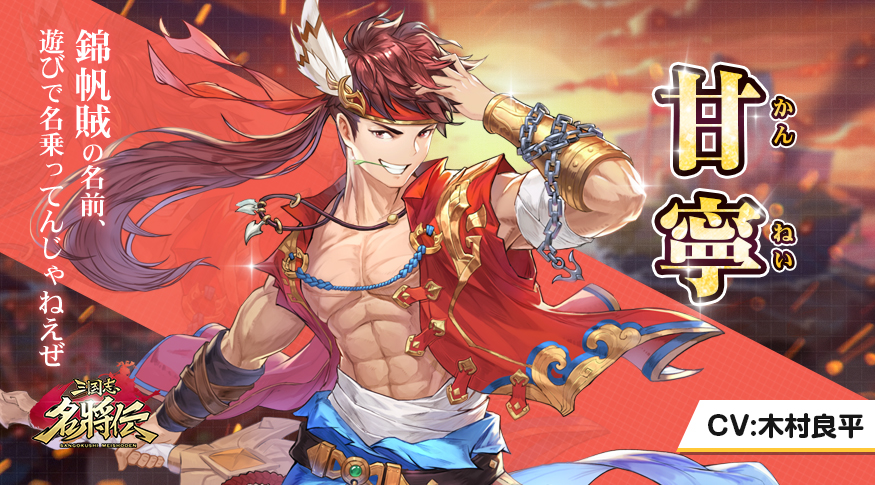 錦帆賊の名前、
遊びで名乗ってんじゃねえぜ
甘寧
かんねい
三国志
名将伝
SANGOKUSHI MEISHODEN
CV:木村良平